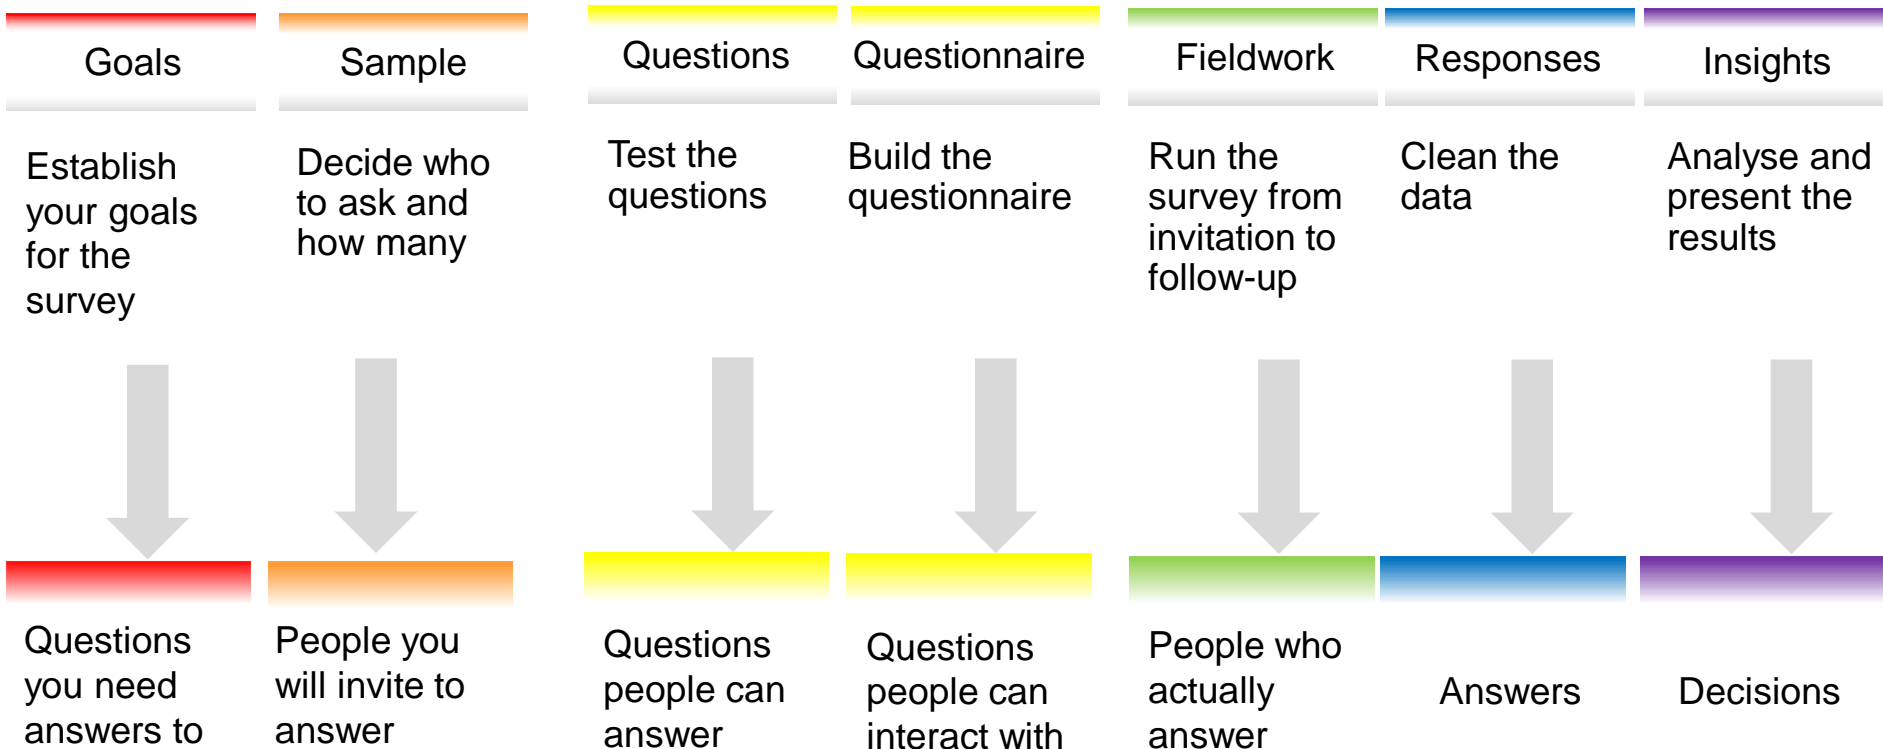 Goals
Sample
Questions
Questionnaire
Fieldwork
Responses
Insights
Establish
your goals
for the
survey
Decide who
to ask and
how many
Test the
questions
Build the
questionnaire
Run the
survey from
invitation to
follow-up
Clean the
data
Analyse and
present the
results
Questions
you need
answers to
People you
will invite to
answer
Questions
people can
answer
Questions
people can
interact with
People who
actually
answer
Answers
Decisions